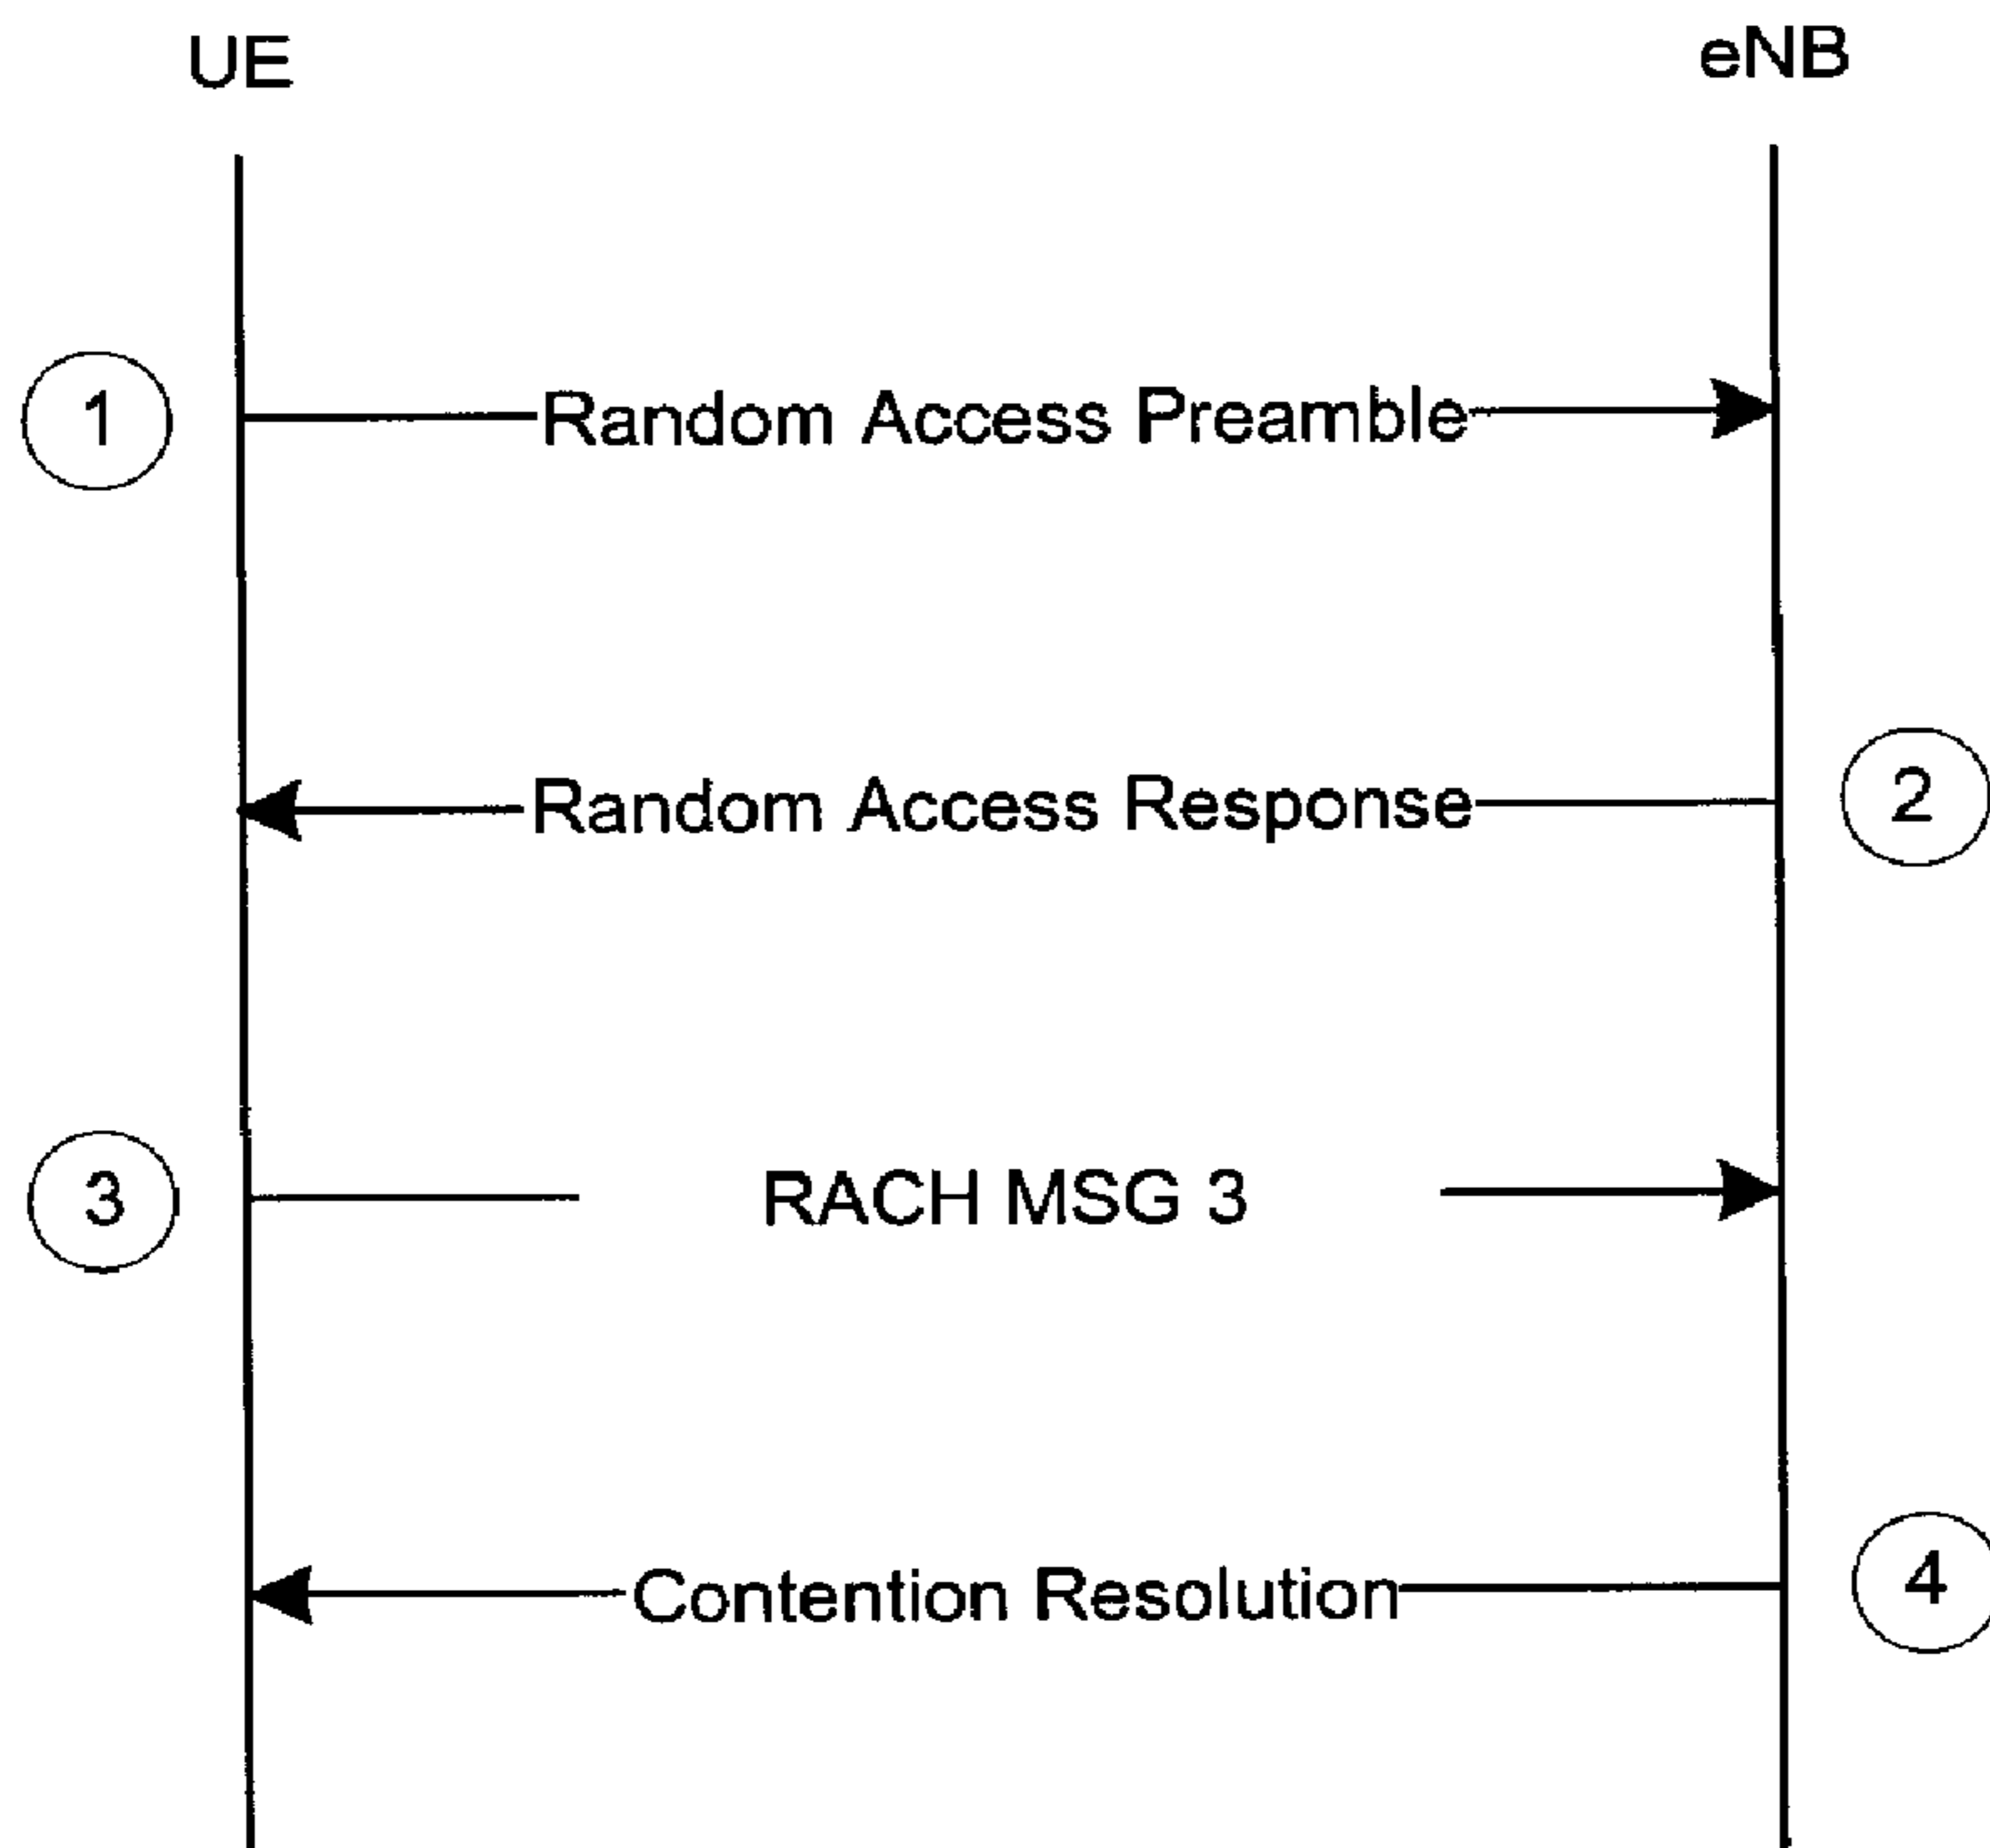 UE
eNB
1
Random Access Preamble
Random Access Response
2
3
RACH MSG 3
Contention Resolution
4